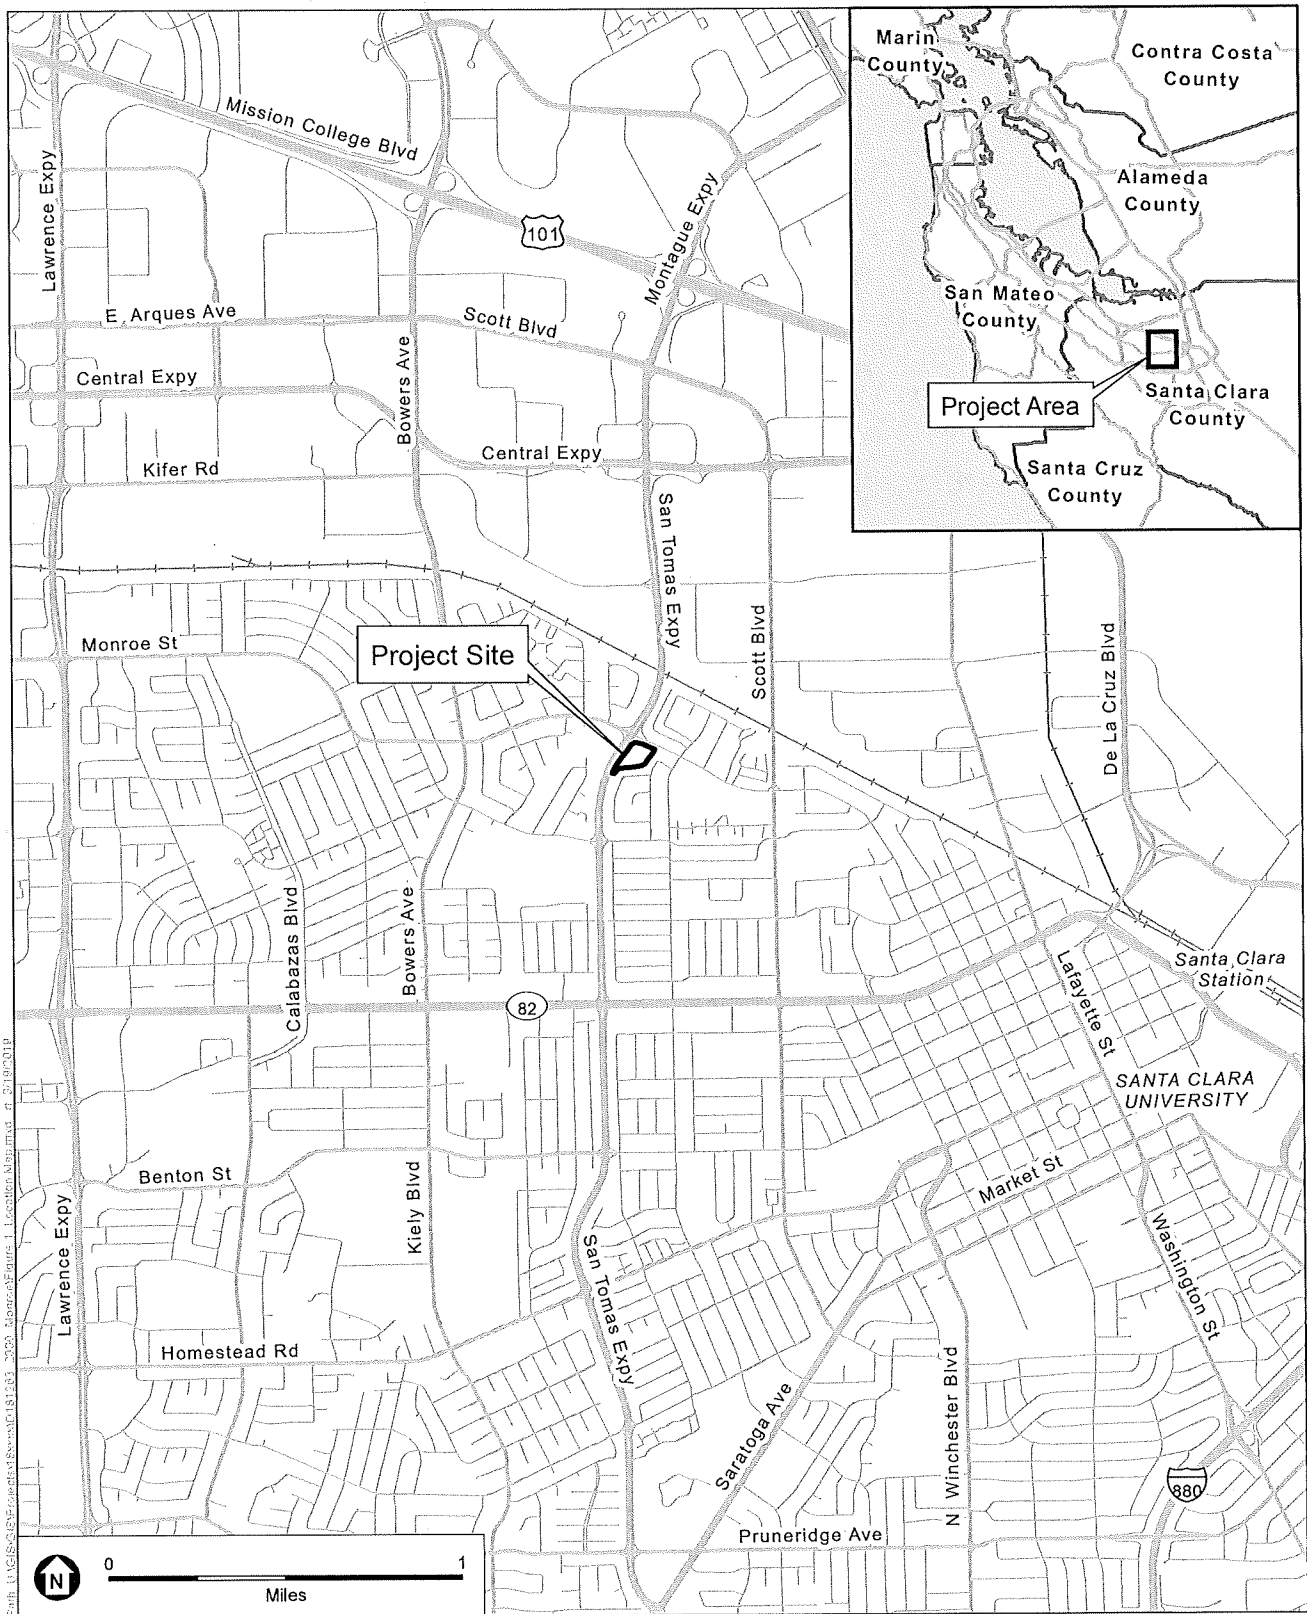 Marin
County
Contra Costa
County
Alameda
County
San Mateo
County
Project Area
Santa Clara
County
Santa Cruz
County
Mission College Blvd
Lawrence Expy
101
Montague Expy
E Arques Ave
Scott Blvd
Central Expy
Bowers Ave
Central Expy
Kifer Rd
San Tomas Expy
Monroe St
Project Site
Scott Blvd
De La Cruz Blvd
Calabazas Blvd
Bowers Ave
82
Lafayette St
Santa Clara
Station
SANTA CLARA
UNIVERSITY
Benton St
Kiely Blvd
Market St
Lawrence Expy
San Tomas Expy
Washington St
Homestead Rd
Saratoga Ave
N Winchester Blvd
880
Pruneridge Ave
N
0 1
Miles